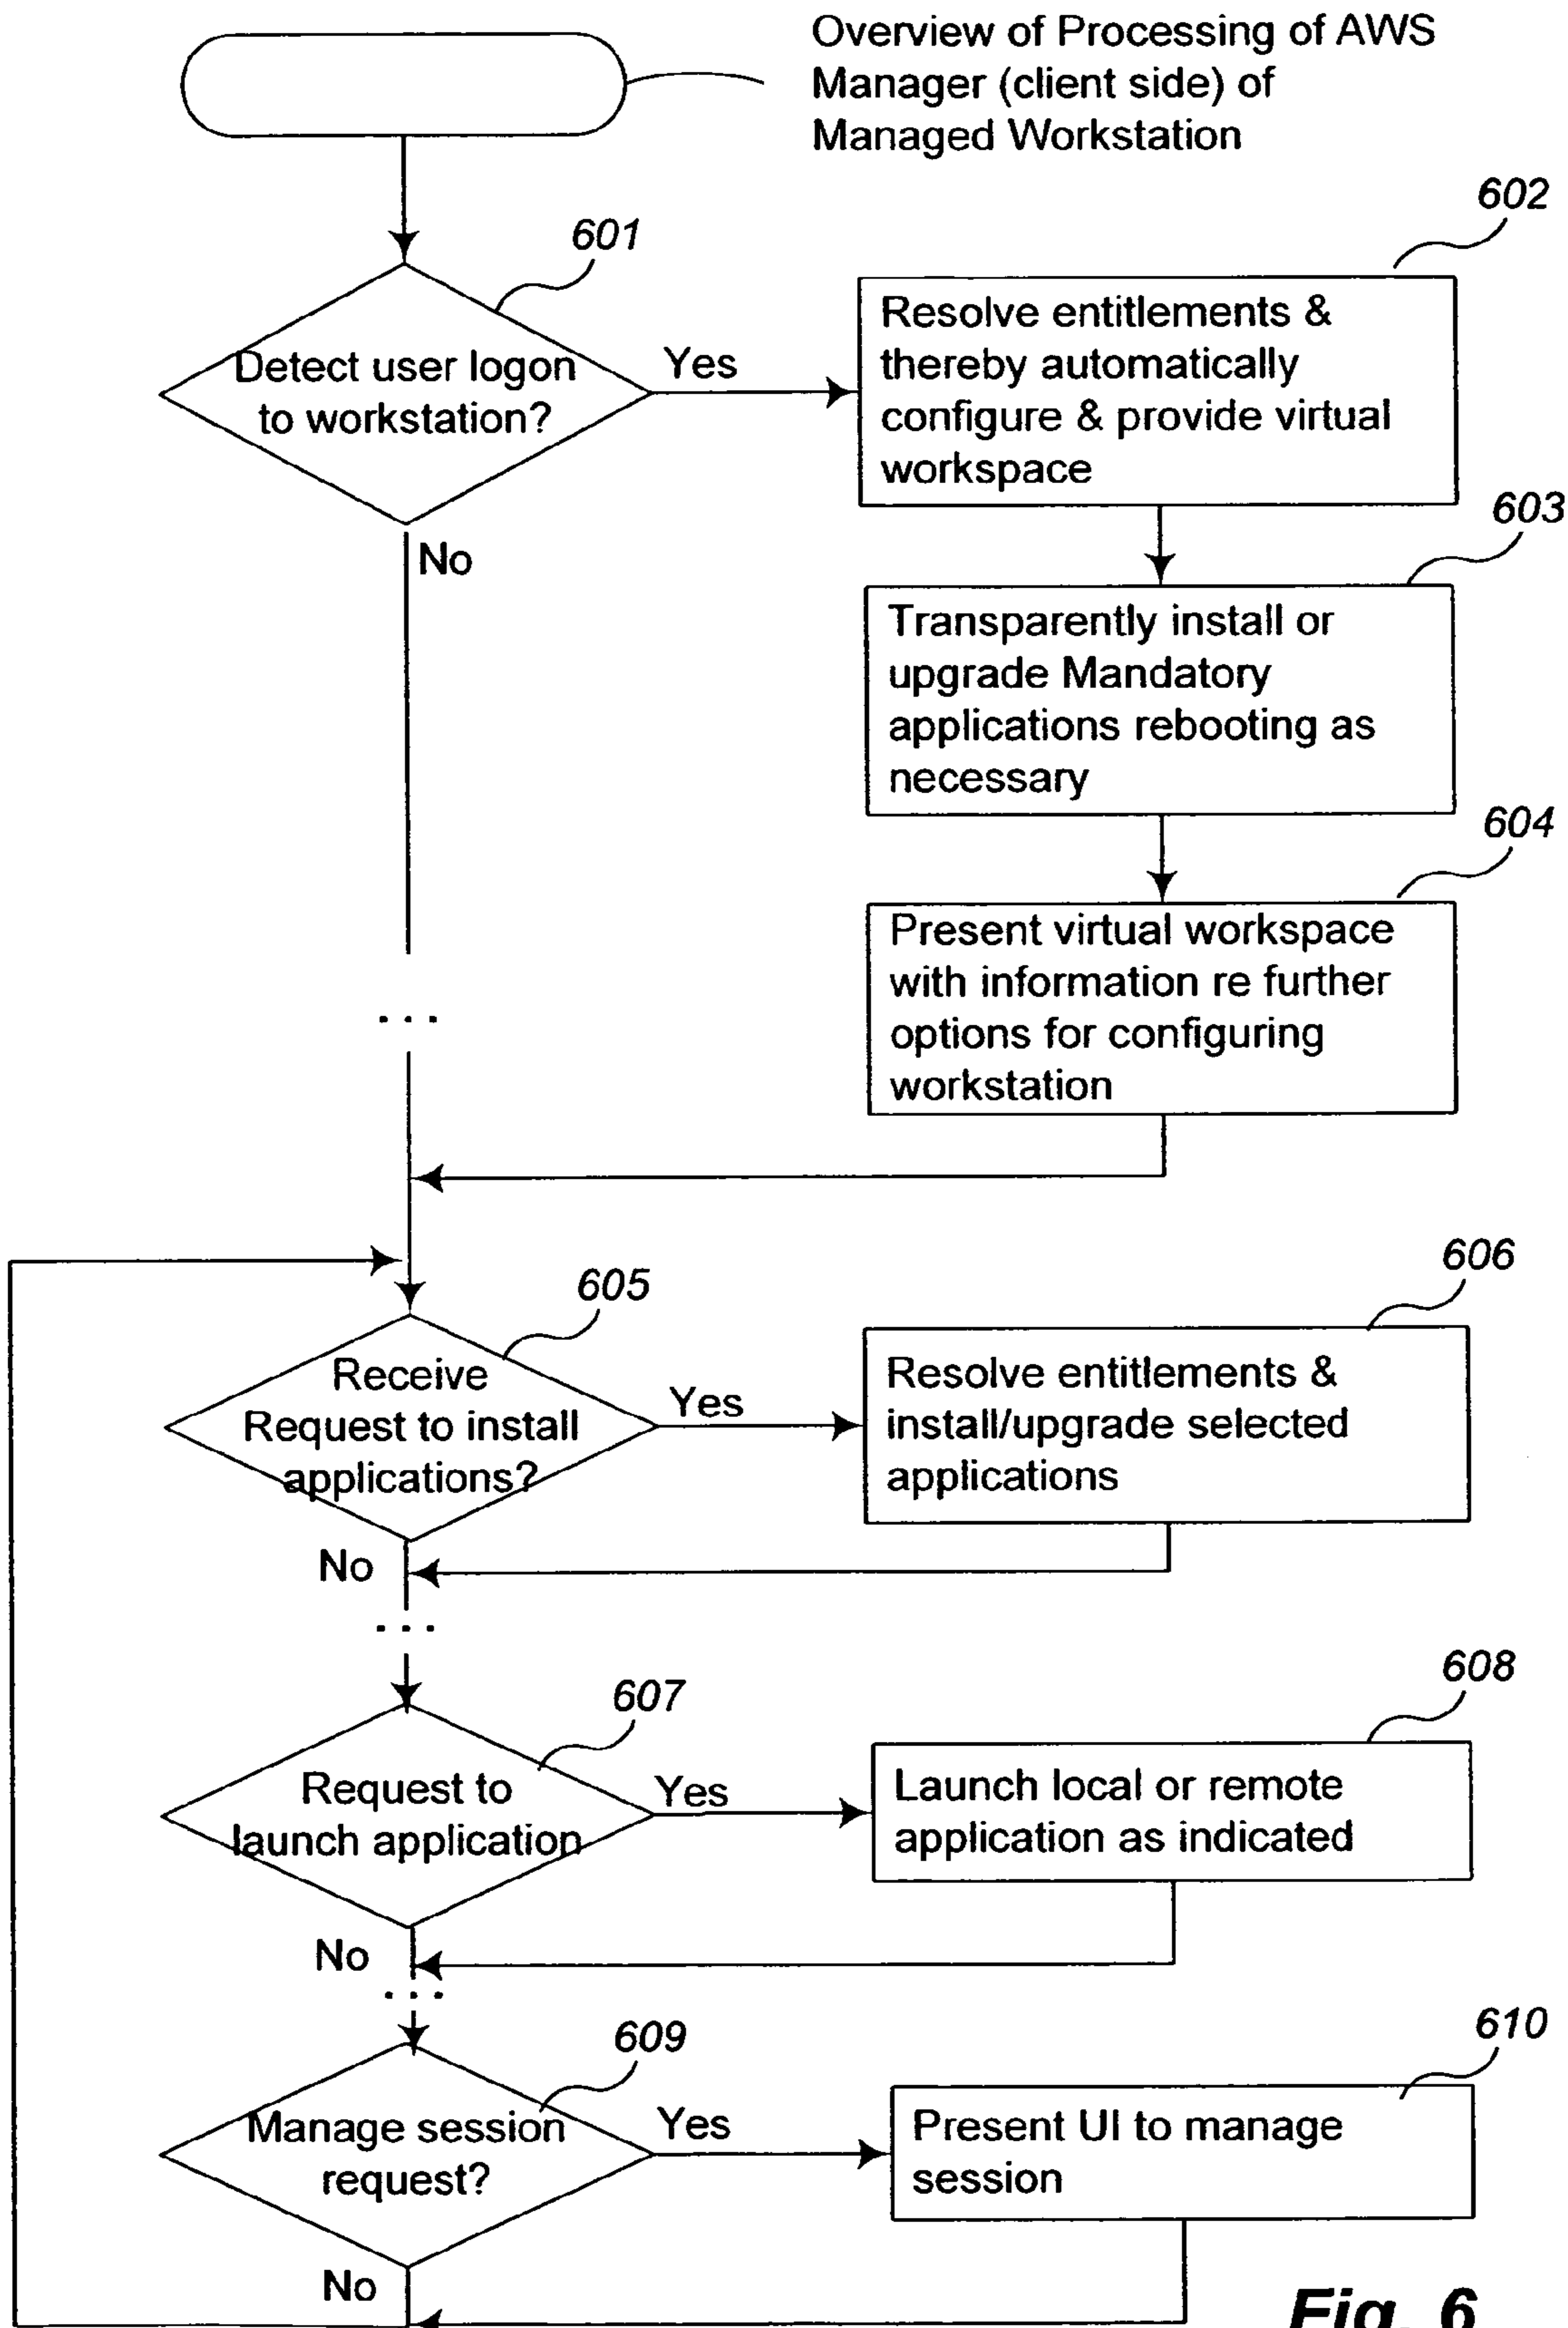 Overview of Processing of AWS
Manager (client side) of
Managed Workstation
601
602
Detect user logon
to workstation?
Yes
No
Resolve entitlements &
thereby automatically
configure & provide virtual
workspace
603
Transparently install or
upgrade Mandatory
applications rebooting as
necessary
604
Present virtual workspace
with information re further
options for configuring
workstation
. . .
605
606
Receive
Request to install
applications?
Yes
No
Resolve entitlements &
install/upgrade selected
applications
. . .
607
608
Request to
launch application
Yes
No
Launch local or remote
application as indicated
. . .
609
610
Manage session
request?
Yes
No
Present UI to manage
session
Fig. 6